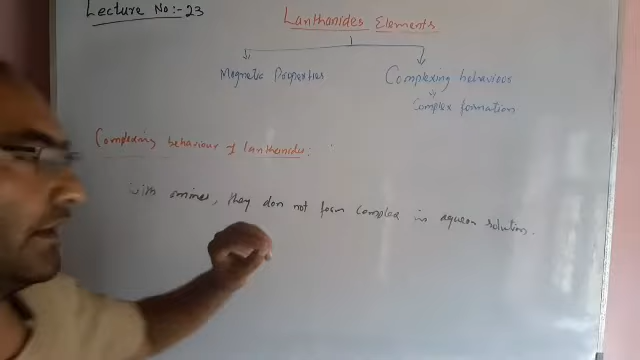 Lecture No:- 23
Lanthanides Elements
Magnetic Properties
Complexing behaviour
Complex formation
Complexing behaviour of lanthanides:
with amines, they don not form complex in aqueous solution.